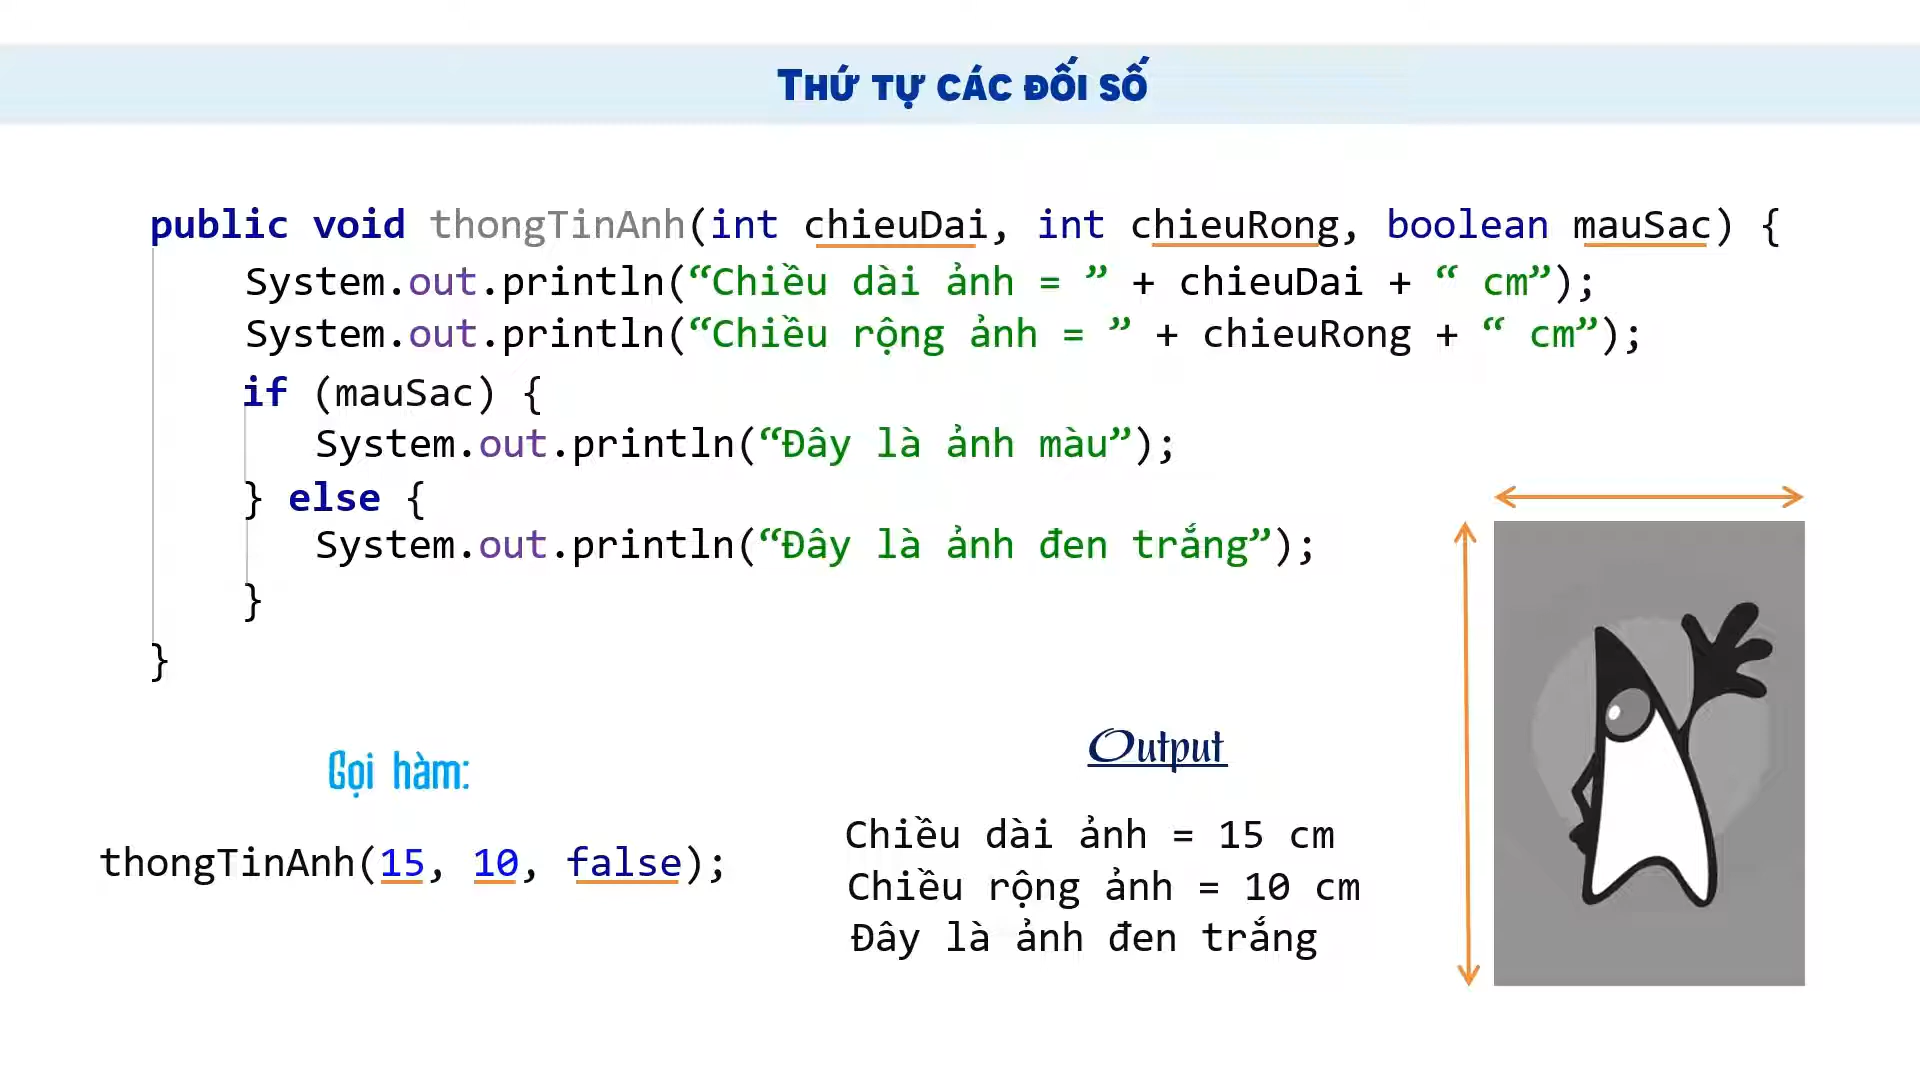 THỨ TỰ CÁC ĐỐI SỐ
public void thongTinAnh(int chieuDai, int chieuRong, boolean mauSac) {
System.out.println(“Chiều dài ảnh = ” + chieuDai + “ cm”);
System.out.println(“Chiều rộng ảnh = ” + chieuRong + “ cm”);
if (mauSac) {
System.out.println(“Đây là ảnh màu”);
} else {
System.out.println(“Đây là ảnh đen trắng”);
}
}
Gọi hàm:
thongTinAnh(15, 10, false);
Output
Chiều dài ảnh = 15 cm
Chiều rộng ảnh = 10 cm
Đây là ảnh đen trắng